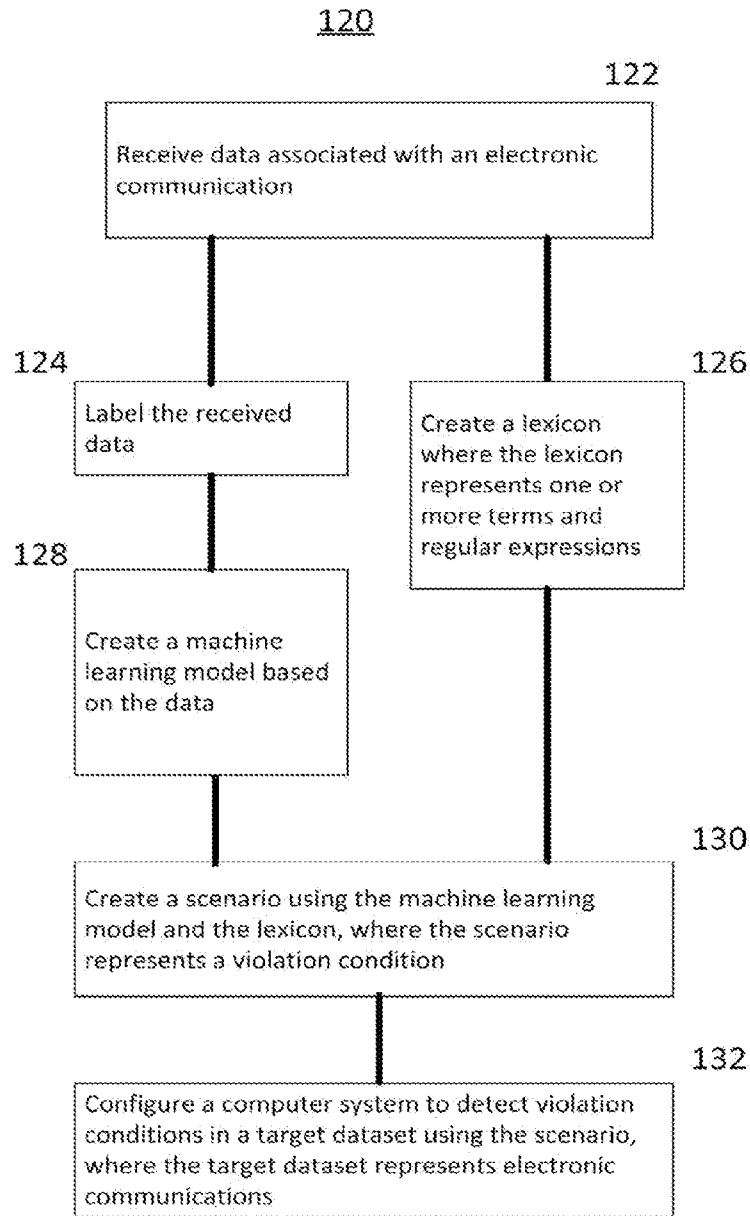 120
122
Receive data associated with an electronic
communication
124
Label the received
data
126
Create a lexicon
where the lexicon
represents one or
more terms and
regular expressions
128
Create a machine
learning model based
on the data
130
Create a scenario using the machine learning
model and the lexicon, where the scenario
represents a violation condition
132
Configure a computer system to detect violation
conditions in a target dataset using the scenario,
where the target dataset represents electronic
communications